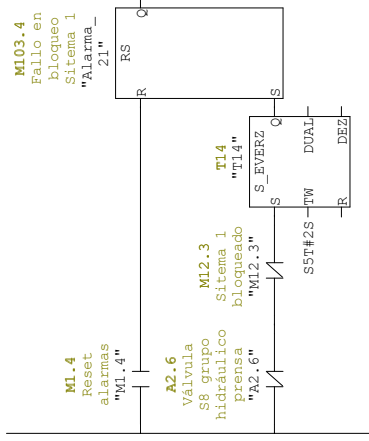 M103.4
Fallo en
bloqueo
Sitema 1
"Alarma_
21"
RS
Q
R
S
T14
"T14"
S_EVERZ
S
Q
TW
DUAL
R
DEZ
S5T#2S
M12.3
Sitema 1
bloqueado
"M12.3"
M1.4
Reset
alarmas
"M1.4"
A2.6
Válvula
S8 grupo
hidráulico
prensa
"A2.6"